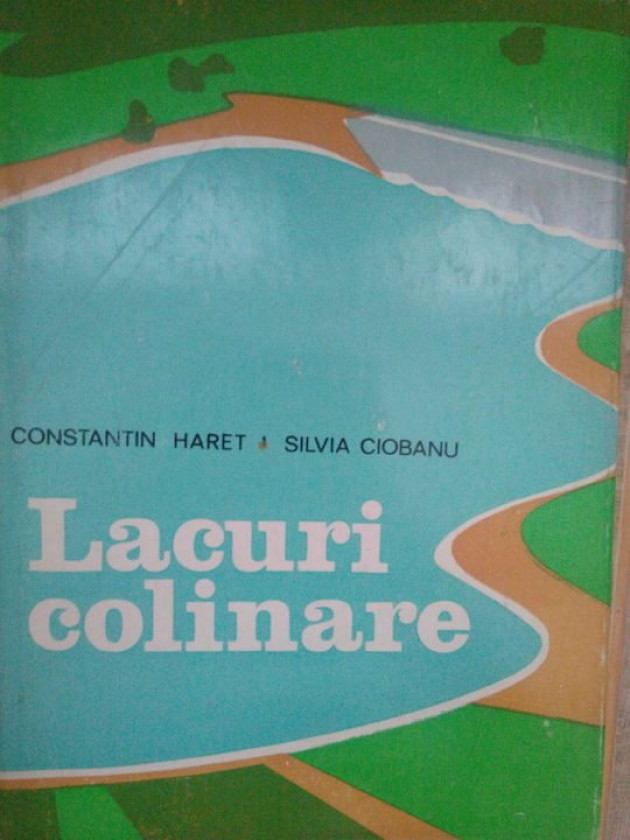 CONSTANTIN HARET • SILVIA CIOBANU
Lacuri
colinare